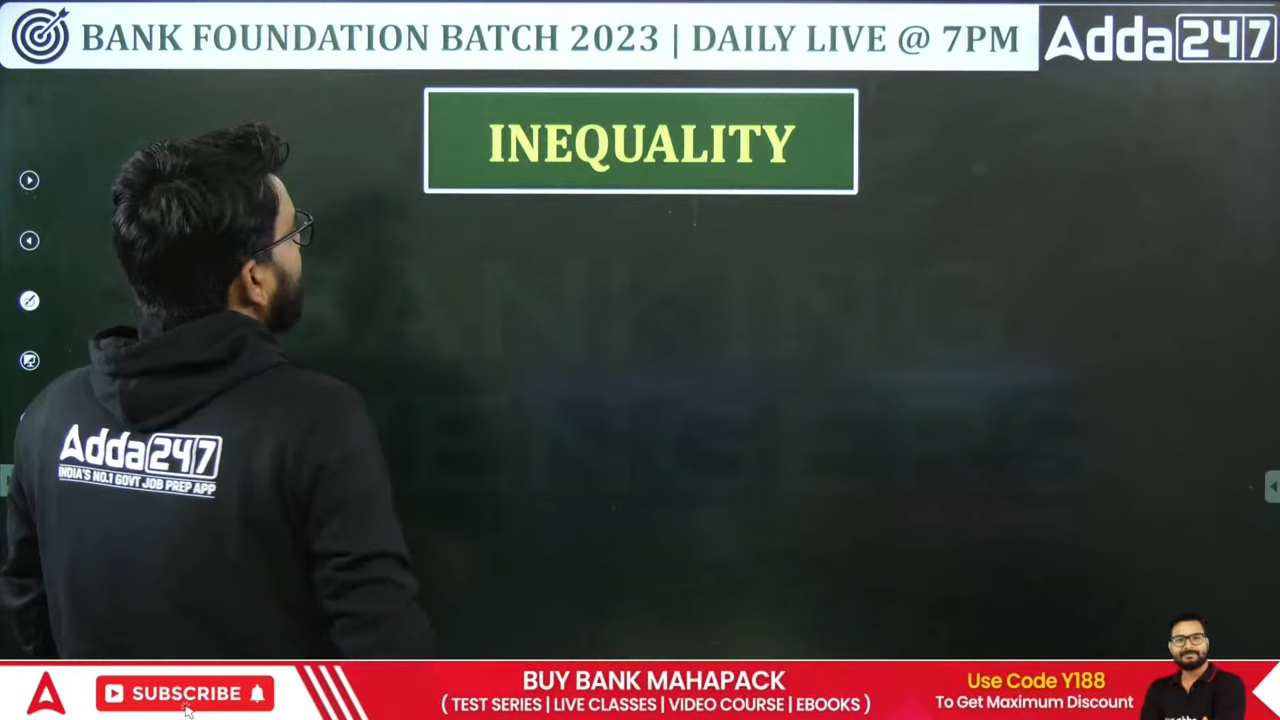 BANK FOUNDATION BATCH 2023 | DAILY LIVE @ 7PM
Adda247
INEQUALITY
Adda247
INDIA'S NO.1 GOVT JOB PREP APP
SUBSCRIBE
BUY BANK MAHAPACK
( TEST SERIES | LIVE CLASSES | VIDEO COURSE | EBOOKS )
Use Code Y188
To Get Maximum Discount